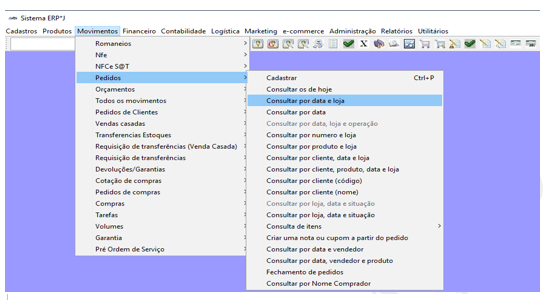 Sistema ERP*J
Cadastros Produtos Movimentos Financeiro Contabilidade Logística Marketing e-commerce Administração Relatórios Utilitários
Romaneios
Nfe
NFCe S@T
Pedidos
Orçamentos
Todos os movimentos
Pedidos de Clientes
Vendas casadas
Transferencias Estoques
Requisição de transferências (Venda Casada)
Requisição de transferências
Devoluções/Garantias
Cotação de compras
Pedidos de compras
Compras
Tarefas
Volumes
Garantia
Pré Ordem de Serviço
Cadastrar Ctrl+P
Consultar os de hoje
Consultar por data e loja
Consultar por data
Consultar por data, loja e operação
Consultar por numero e loja
Consultar por produto e loja
Consultar por cliente, data e loja
Consultar por cliente, produto, data e loja
Consultar por cliente (código)
Consultar por cliente (nome)
Consultar por loja, data e situação
Consultar por loja, data e situação
Consulta de itens
Criar uma nota ou cupom a partir do pedido
Consultar por data e vendedor
Consultar por data, vendedor e produto
Fechamento de pedidos
Consultar por Nome Comprador